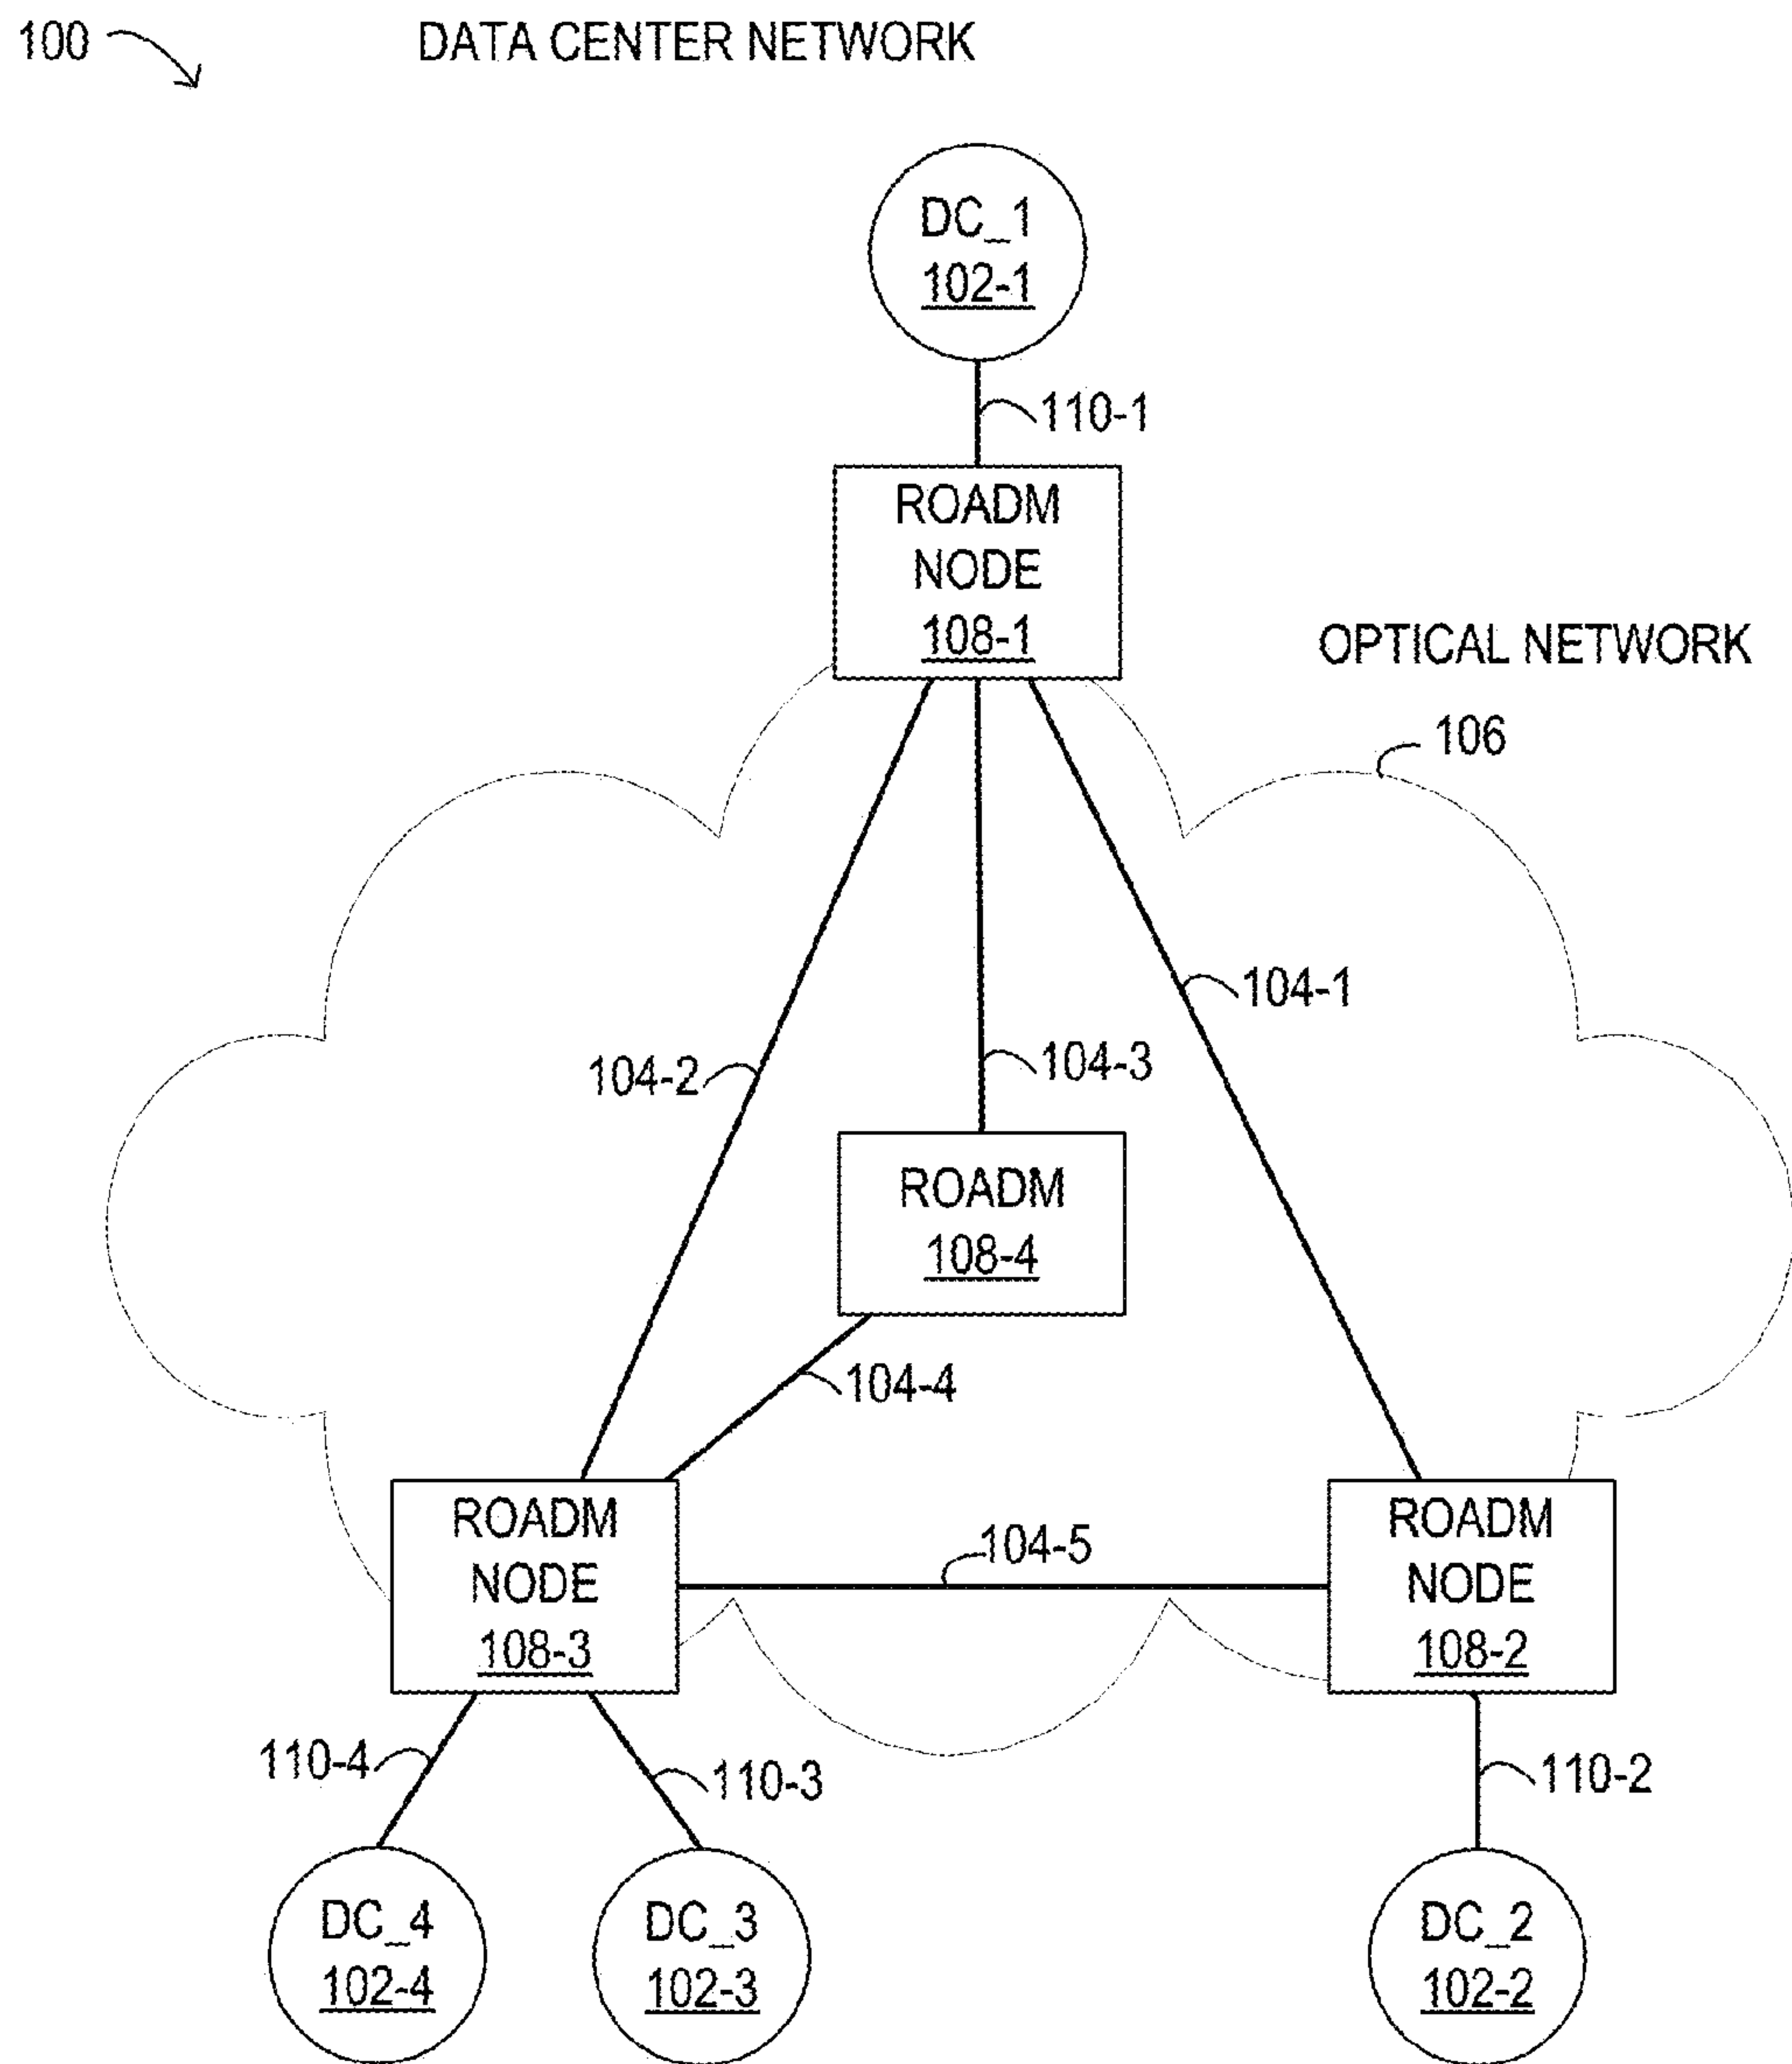 100
DATA CENTER NETWORK
DC_1
102-1
110-1
ROADM
NODE
108-1
OPTICAL NETWORK
106
104-1
104-2
104-3
ROADM
108-4
104-4
ROADM
NODE
108-3
104-5
ROADM
NODE
108-2
110-4
110-3
110-2
DC_4
102-4
DC_3
102-3
DC_2
102-2